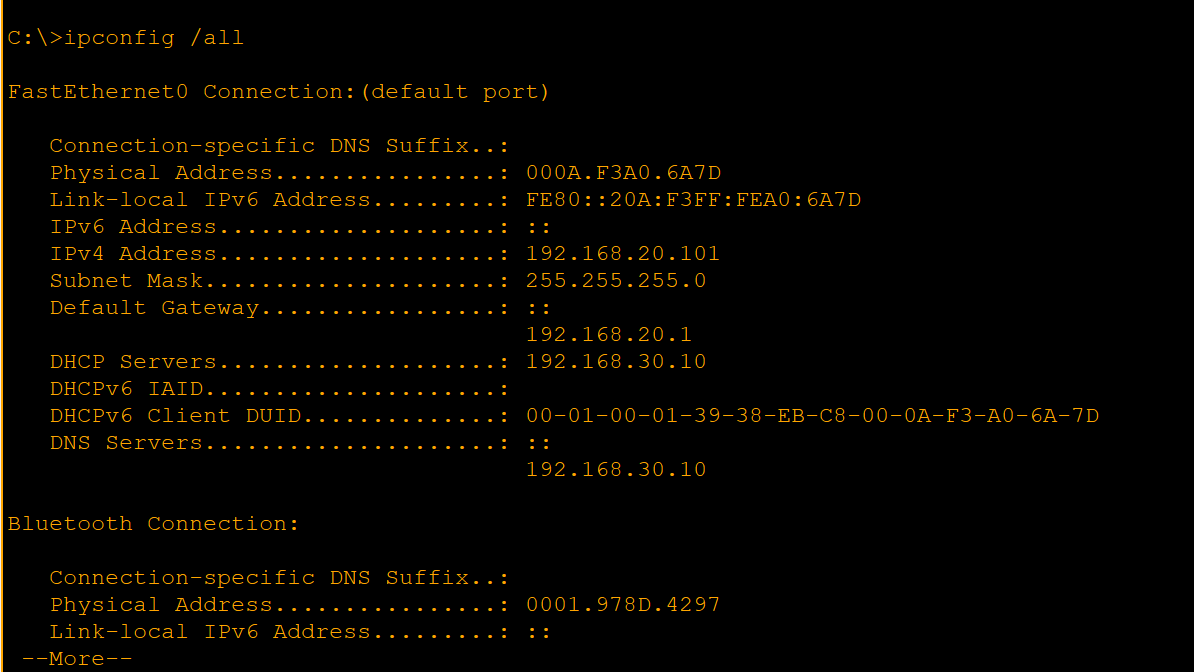 C:\>ipconfig /all
FastEthernet0 Connection:(default port)
Connection-specific DNS Suffix..:
Physical Address................: 000A.F3A0.6A7D
Link-local IPv6 Address.........: FE80::20A:F3FF:FEA0:6A7D
IPv6 Address....................: ::
IPv4 Address....................: 192.168.20.101
Subnet Mask.....................: 255.255.255.0
Default Gateway.................: ::
192.168.20.1
DHCP Servers....................: 192.168.30.10
DHCPv6 IAID.....................:
DHCPv6 Client DUID..............: 00-01-00-01-39-38-EB-C8-00-0A-F3-A0-6A-7D
DNS Servers.....................: ::
192.168.30.10
Bluetooth Connection:
Connection-specific DNS Suffix..:
Physical Address................: 0001.978D.4297
Link-local IPv6 Address.........: ::
--More--